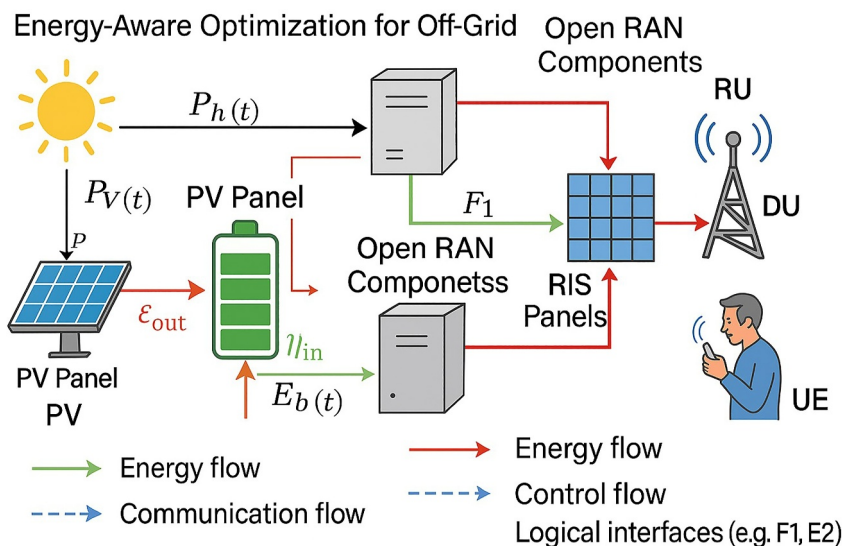 Energy-Aware Optimization for Off-Grid
Open RAN
Components
RU
P_h(t)
P_V(t)
P
PV Panel
F_1
DU
Open RAN
Componetss
RIS
Panels
ε_out
η_in
E_b(t)
PV Panel
PV
UE
Energy flow
Communication flow
Energy flow
Control flow
Logical interfaces (e.g. F1, E2)